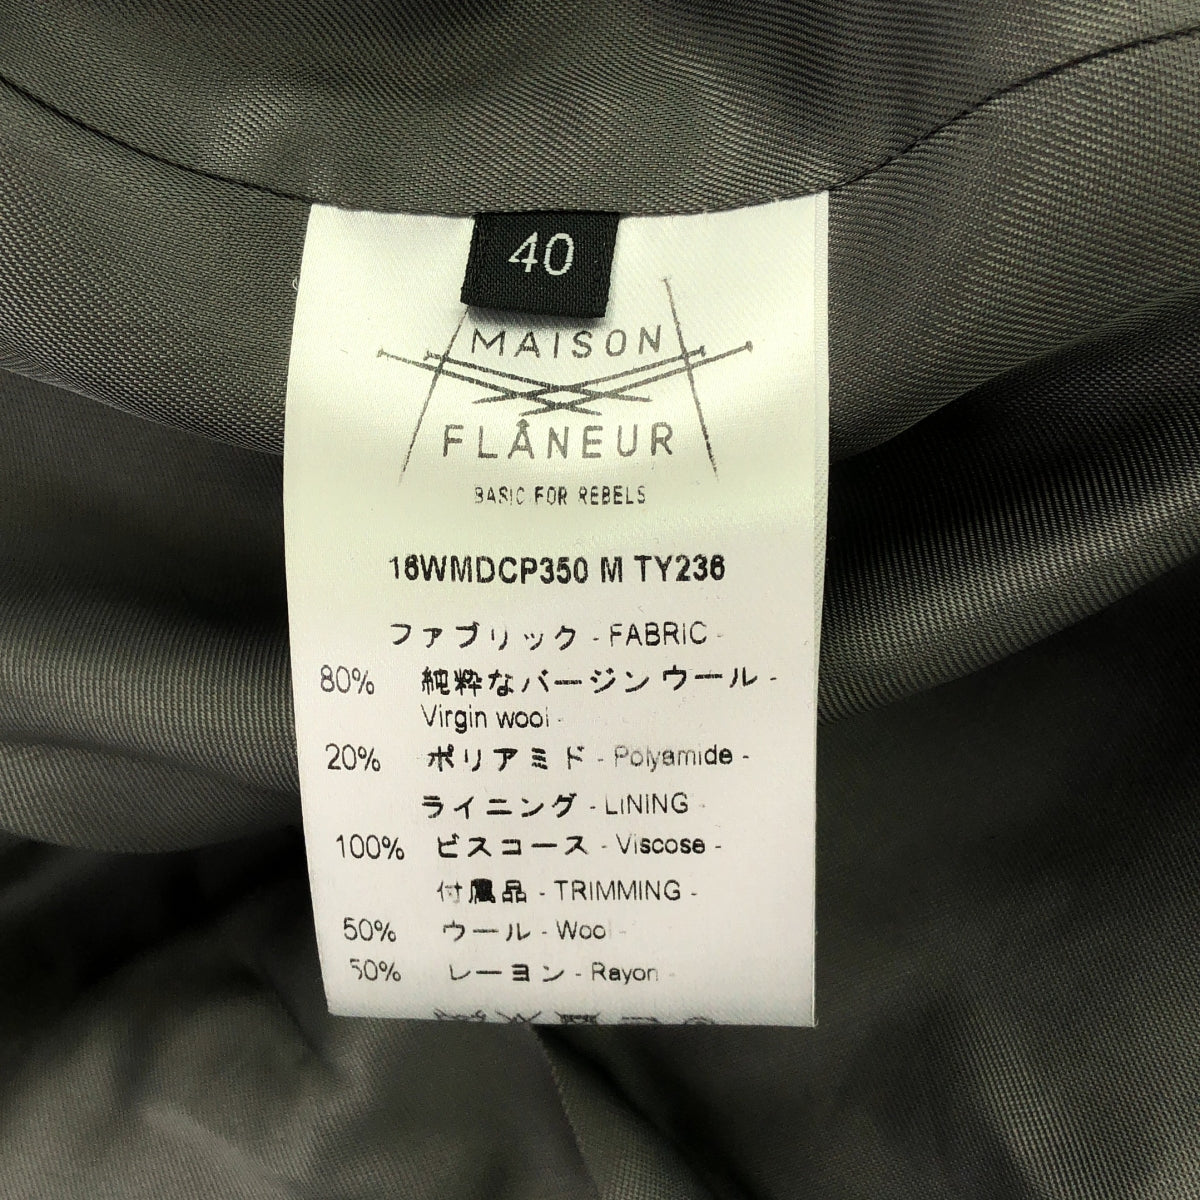 40
MAISON
FLÂNEUR
BASIC FOR REBELS
16WMDCP350 M TY236
ファブリック - FABRIC -
80% 純粋なバージンウール -
Virgin wool -
20% ポリアミド - Polyamide -
ライニング - LINING -
100% ビスコース - Viscose -
付属品 - TRIMMING -
50% ウール - Wool -
50% レーヨン - Rayon -